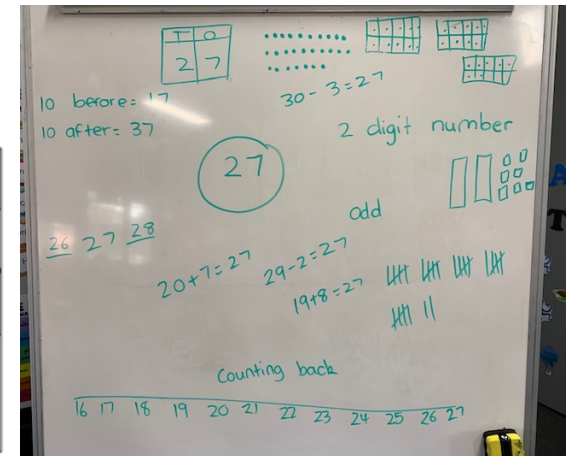 T O
2 7
30 - 3 = 27
10 berore = 17
10 after = 37
2 digit number
27
odd
26 27 28
20 + 7 = 27
29 - 2 = 27
19 + 8 = 27
Counting back
16 17 18 19 20 21 22 23 24 25 26 27